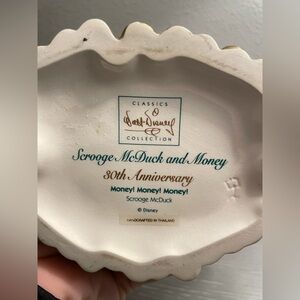 CLASSICS
Walt Disney
COLLECTION
Scrooge McDuck and Money
30th Anniversary
Money! Money! Money!
Scrooge McDuck
© Disney
HANDCRAFTED IN THAILAND